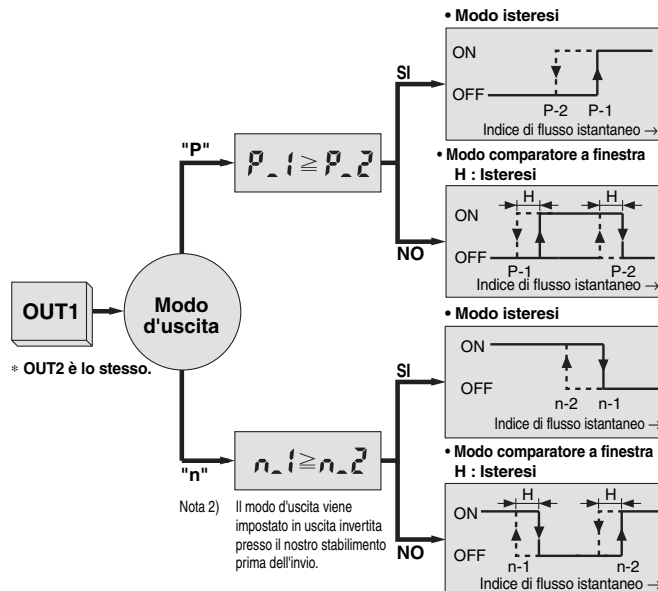 • Modo isteresi
ON
OFF
P-2 P-1
Indice di flusso istantaneo →
SI
"P"
P_1 ≧ P_2
NO
• Modo comparatore a finestra
H : Isteresi
H H
ON
OFF
P-1 P-2
Indice di flusso istantaneo →
OUT1
Modo
d'uscita
* OUT2 è lo stesso.
• Modo isteresi
ON
OFF
n-2 n-1
Indice di flusso istantaneo →
SI
n_1≧n_2
"n"
NO
Nota 2) Il modo d'uscita viene
impostato in uscita invertita
presso il nostro stabilimento
prima dell'invio.
• Modo comparatore a finestra
H : Isteresi
H H
ON
OFF
n-1 n-2
Indice di flusso istantaneo →